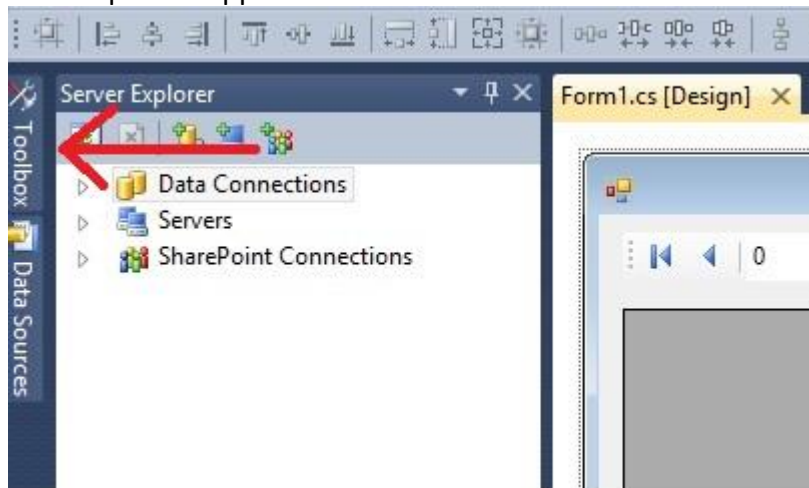 Server Explorer
Form1.cs [Design]
Toolbox
Data Sources
Data Connections
Servers
SharePoint Connections
0